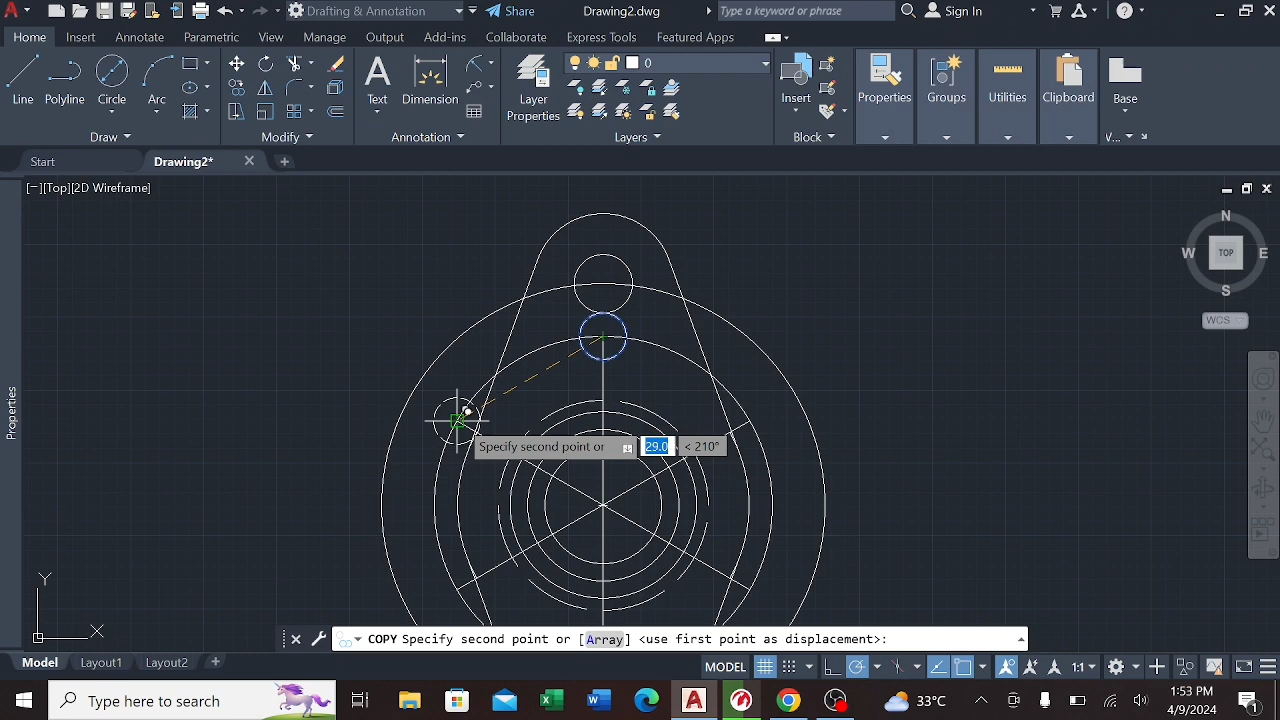 Drafting & Annotation
Share
Drawing2.dwg
Type a keyword or phrase
Sign In
Home
Insert
Annotate
Parametric
View
Manage
Output
Add-ins
Collaborate
Express Tools
Featured Apps
0
Line
Polyline
Circle
Arc
Text
Dimension
Layer
Properties
Insert
Properties
Groups
Utilities
Clipboard
Base
Draw
Modify
Annotation
Layers
Block
V...
Start
Drawing2*
[−][Top][2D Wireframe]
N
W
TOP
E
S
WCS
Properties
Specify second point or
29.0
< 210°
Y
X
COPY Specify second point or [Array] <use first point as displacement>:
Model
Layout1
Layout2
MODEL
1:1
Type here to search
33°C
1:53 PM
4/9/2024
1